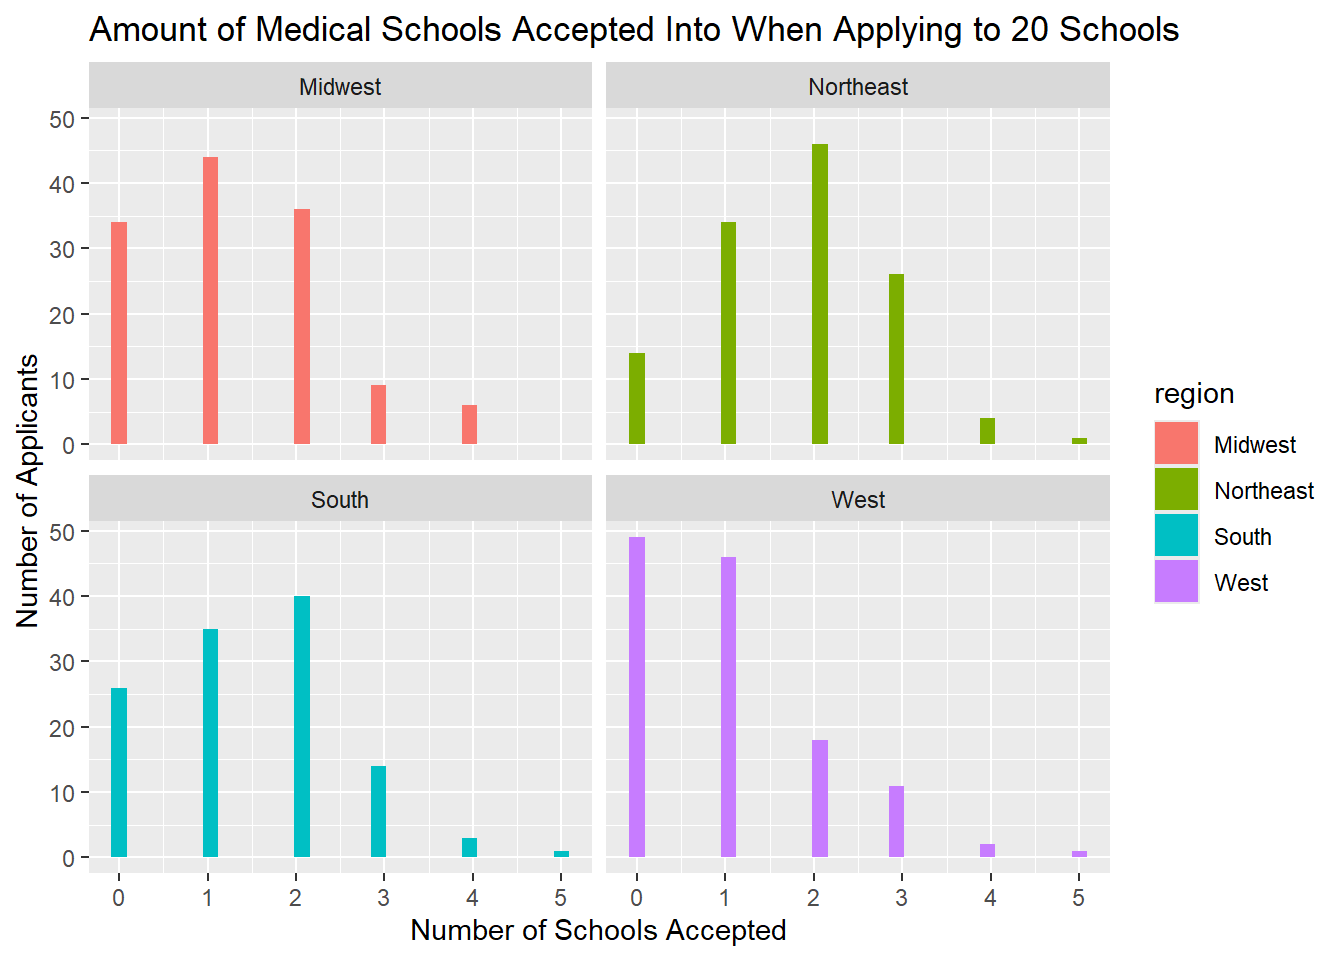 Amount of Medical Schools Accepted Into When Applying to 20 Schools
Midwest
Northeast
50
40
30
20
10
0
South
West
50
40
30
20
10
0
0 1 2 3 4 5
0 1 2 3 4 5
Number of Schools Accepted
Number of Applicants
region
Midwest
Northeast
South
West